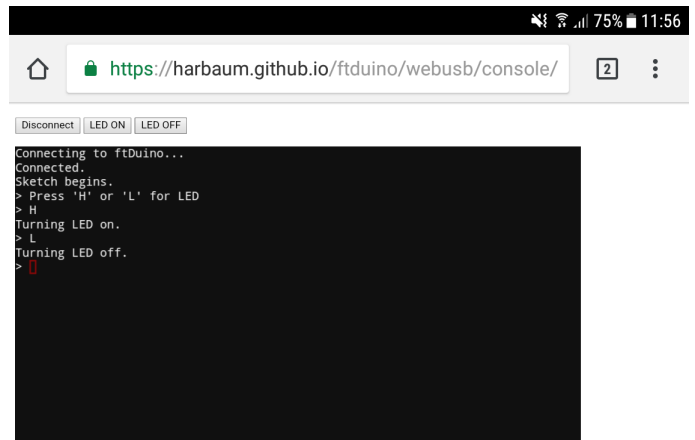 75% 11:56
https://harbaum.github.io/ftduino/webusb/console/ 2
Disconnect LED ON LED OFF
Connecting to ftDuino...
Connected.
Sketch begins.
> Press 'H' or 'L' for LED
> H
Turning LED on.
> L
Turning LED off.
>